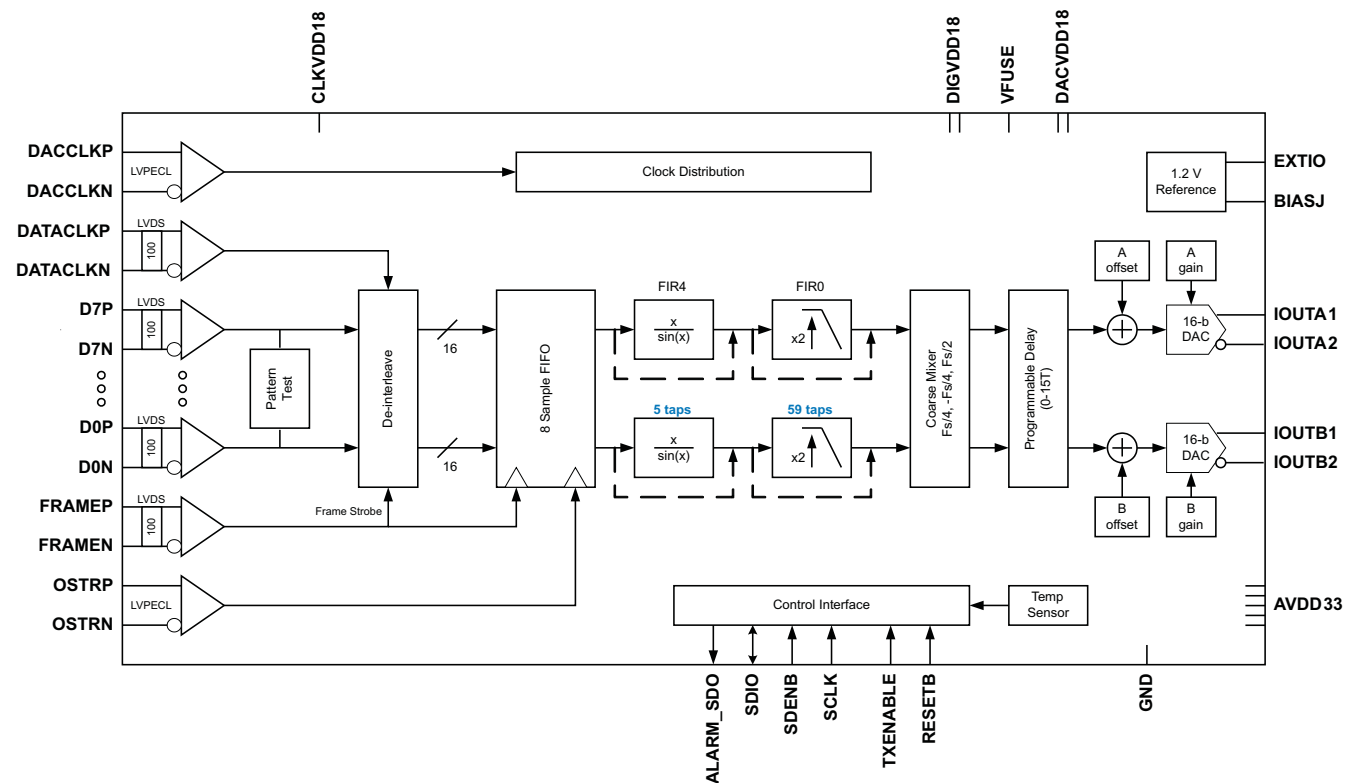 CLKVDD18
DIGVDD18
VFUSE
DACVDD18
DACCLKP
LVPECL
DACCLKN
Clock Distribution
1.2 V
Reference
EXTIO
BIASJ
DATACLKP
LVDS
100
DATACLKN
A
offset
A
gain
D7P
LVDS
100
D7N
Pattern
Test
De-interleave
16
16
8 Sample FIFO
FIR4
x
sin(x)
FIR0
x2
5 taps
x
sin(x)
59 taps
x2
Coarse Mixer
Fs/4, -Fs/4, Fs/2
Programmable Delay
(0-15T)
16-b
DAC
IOUTA1
IOUTA2
D0P
LVDS
100
D0N
16-b
DAC
IOUTB1
IOUTB2
B
offset
B
gain
FRAMEP
LVDS
100
FRAMEN
Frame Strobe
OSTRP
LVPECL
OSTRN
Control Interface
Temp
Sensor
AVDD33
ALARM_SDO
SDIO
SDENB
SCLK
TXENABLE
RESETB
GND